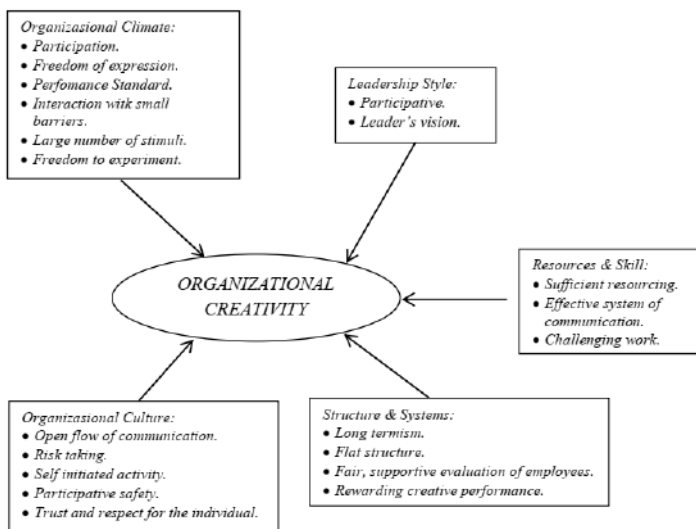 Organizasional Climate:
• Participation.
• Freedom of expression.
• Perfomance Standard.
• Interaction witk small
barriers.
• Large number of stimuli.
• Freedom to experiment.
Leadership Style:
• Participative.
• Leader's vision.
ORGANIZATIONAL
CREATIVITY
Resources & Skill:
• Sufficient resourcing.
• Effective system of
communication.
• Challenging work.
Organizasional Culture:
• Open flow of communication.
• Risk taking.
• Self initiated activity.
• Participative safety.
• Trust and respect for the individual.
Structure & Systems:
• Long termism.
• Flat structure.
• Fair, supportive evaluation of employees.
• Rewarding creative performance.